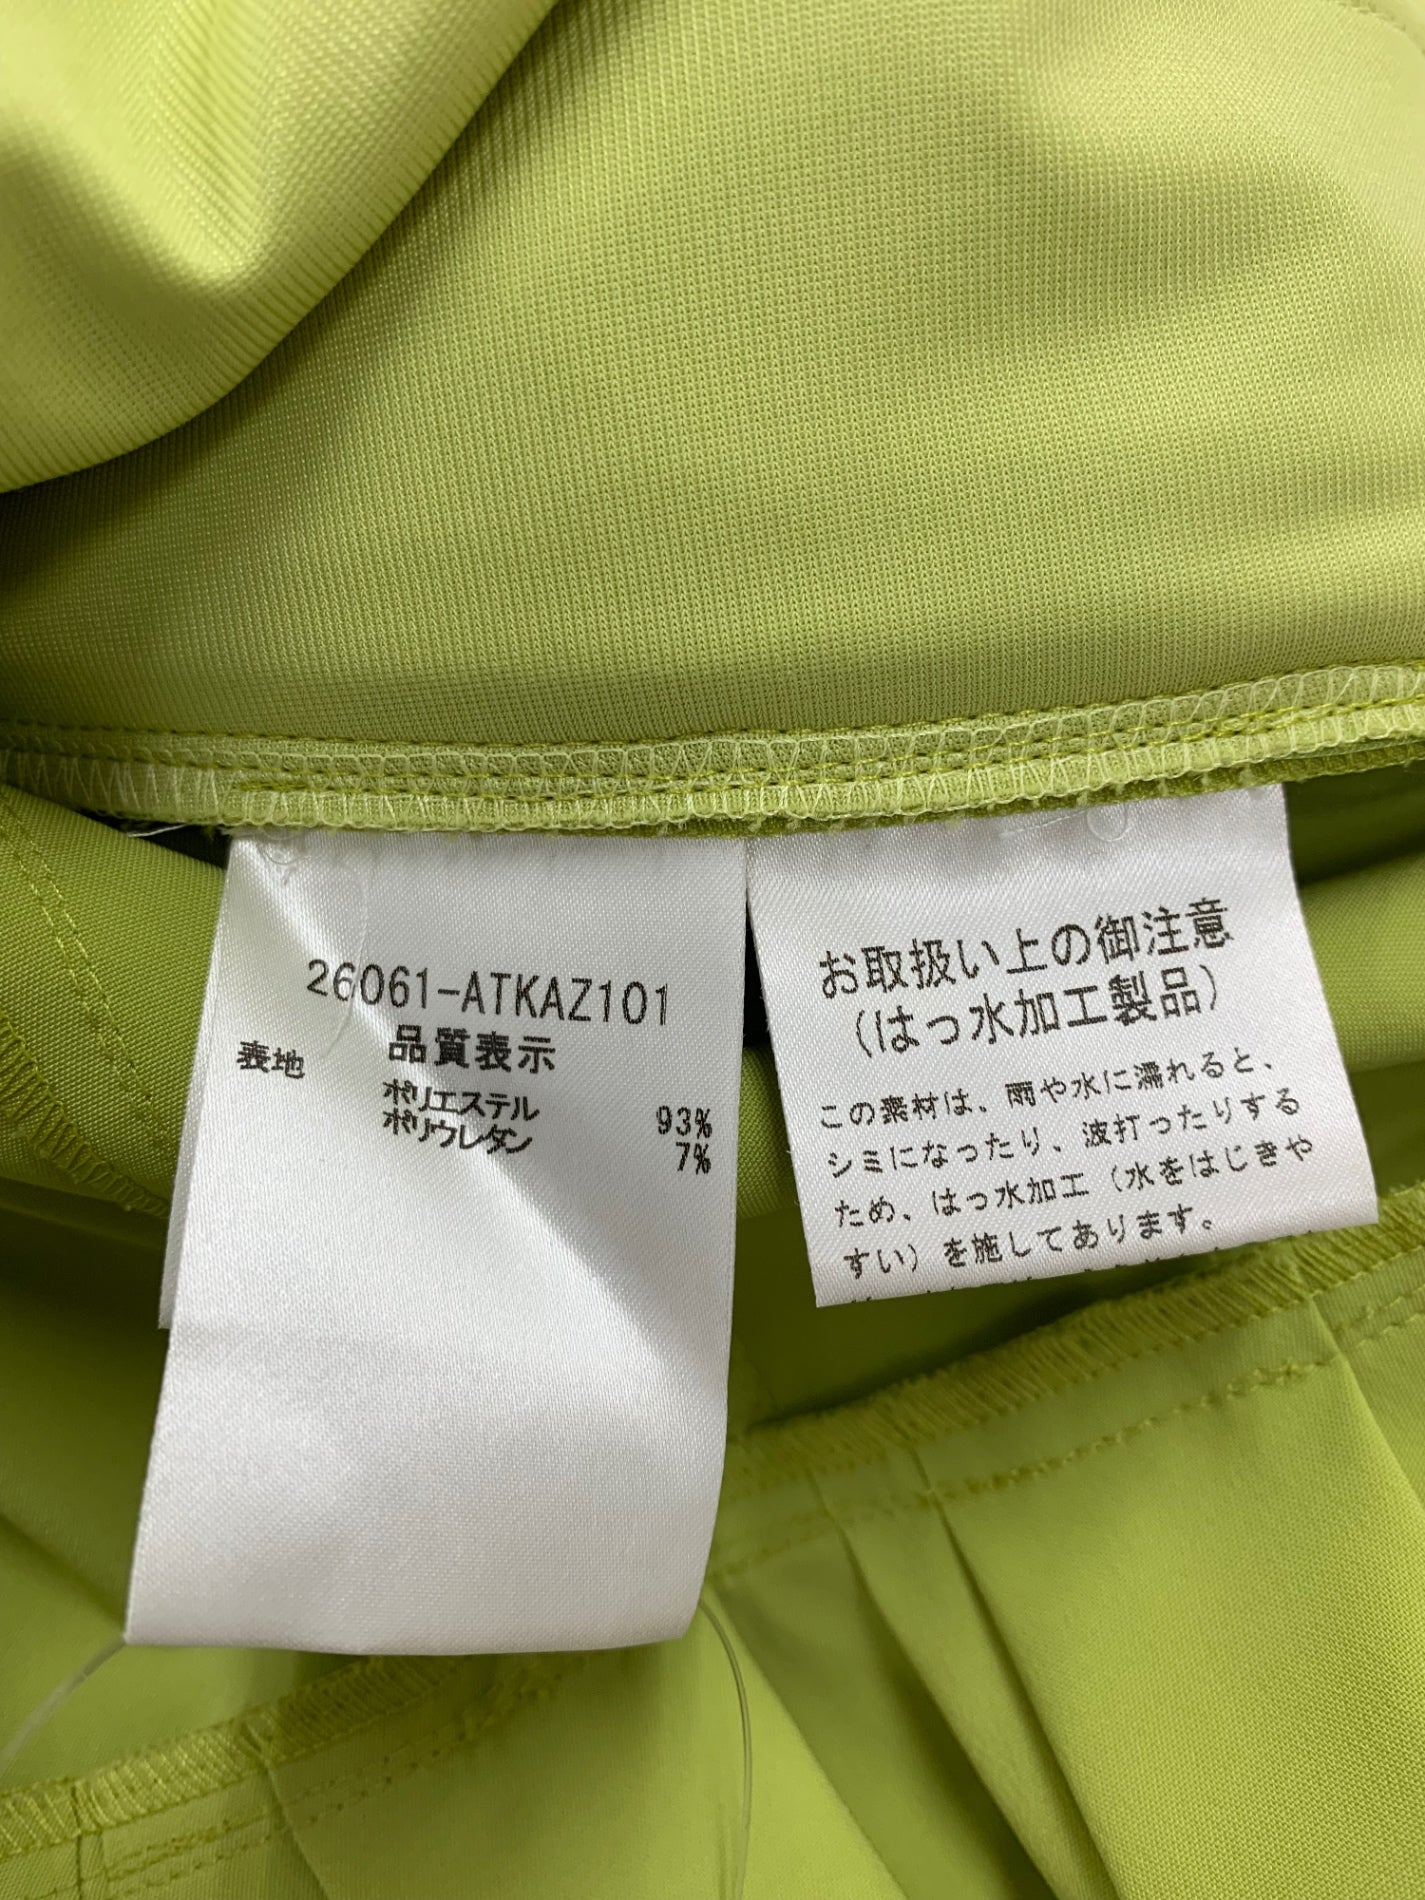 26061-ATKAZ101
品質表示
表地
ポリエステル 93%
ポリウレタン 7%
お取扱い上の御注意
（はっ水加工製品）
この素材は、雨や水に濡れると、
シミになったり、波打ったりする
ため、はっ水加工（水をはじきや
すい）を施してあります。